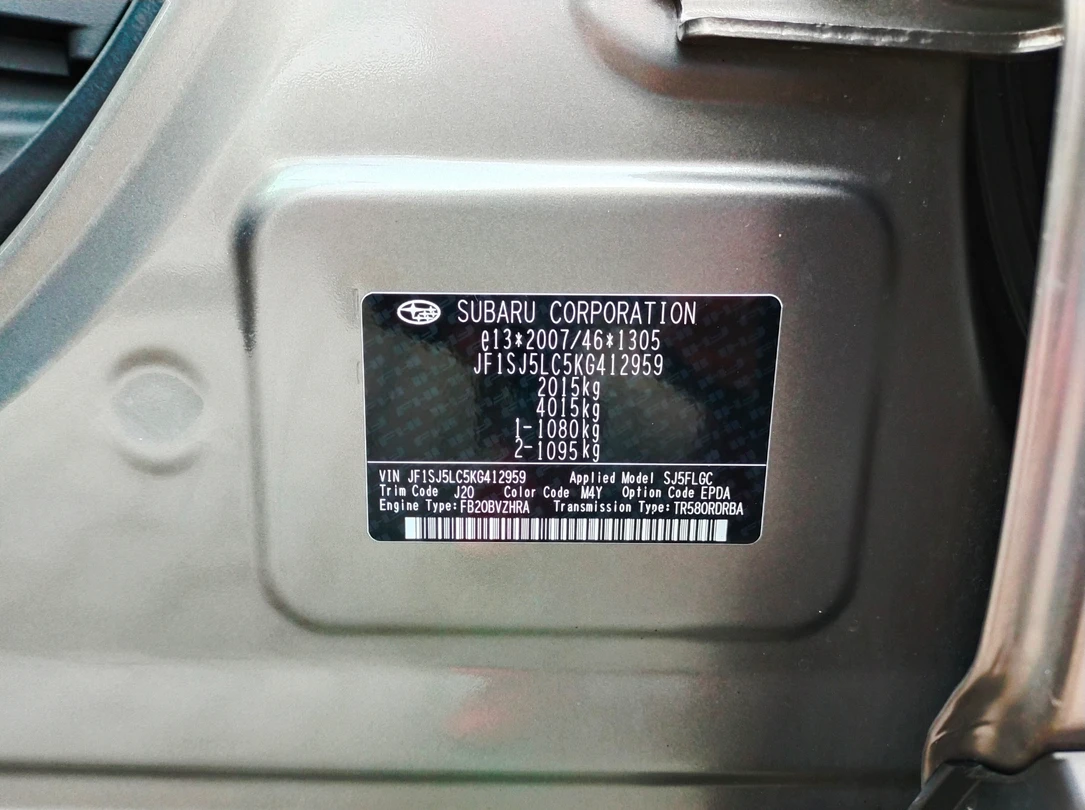 SUBARU CORPORATION
e13*2007/46*1305
JF1SJ5LC5KG412959
2015kg
4015kg
1-1080kg
2-1095kg
VIN JF1SJ5LC5KG412959 Applied Model SJ5FLGC
Trim Code J20 Color Code M4Y Option Code EPDA
Engine Type:FB20BVZHRA Transmission Type:TR580RDRBA